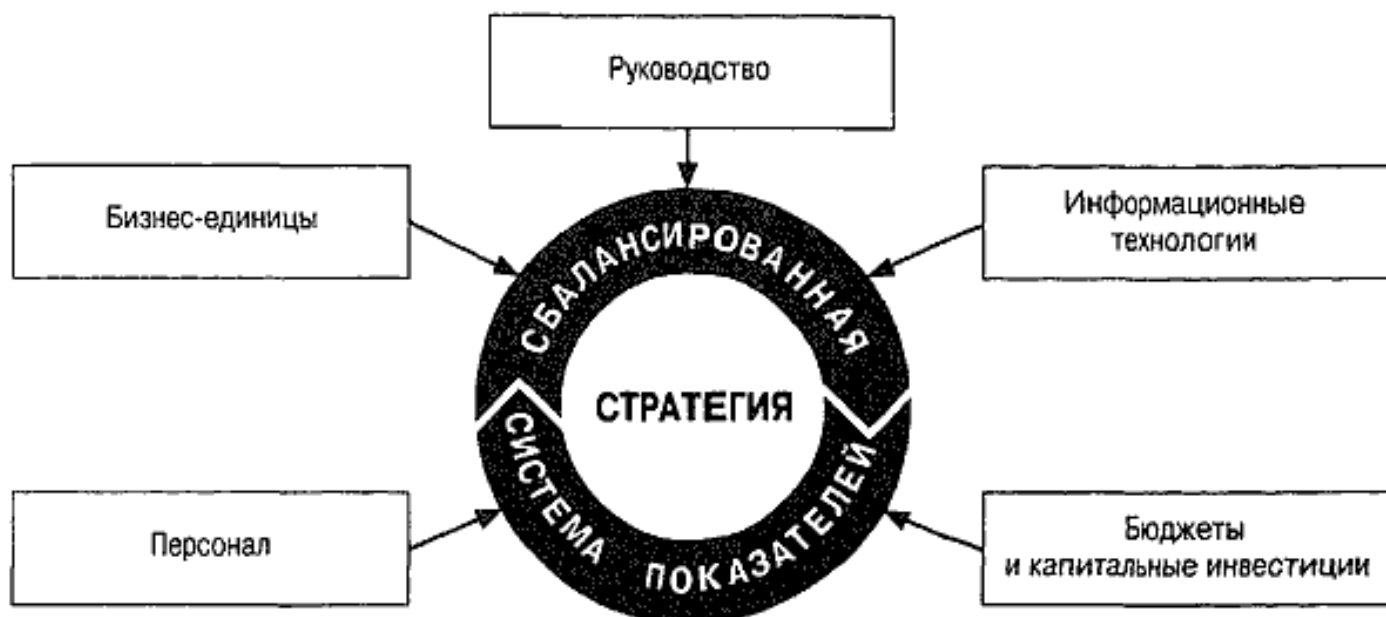 Руководство
Бизнес-единицы
Информационные
технологии
СБАЛАНСИРОВАННАЯ
СТРАТЕГИЯ
СИСТЕМА ПОКАЗАТЕЛЕЙ
Персонал
Бюджеты
и капитальные инвестиции